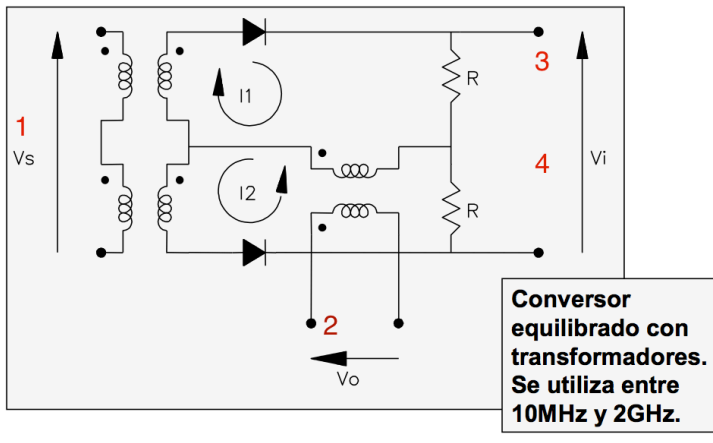 1
Vs
I1
R
3
4
Vi
I2
R
2
Vo
Conversor
equilibrado con
transformadores.
Se utiliza entre
10MHz y 2GHz.